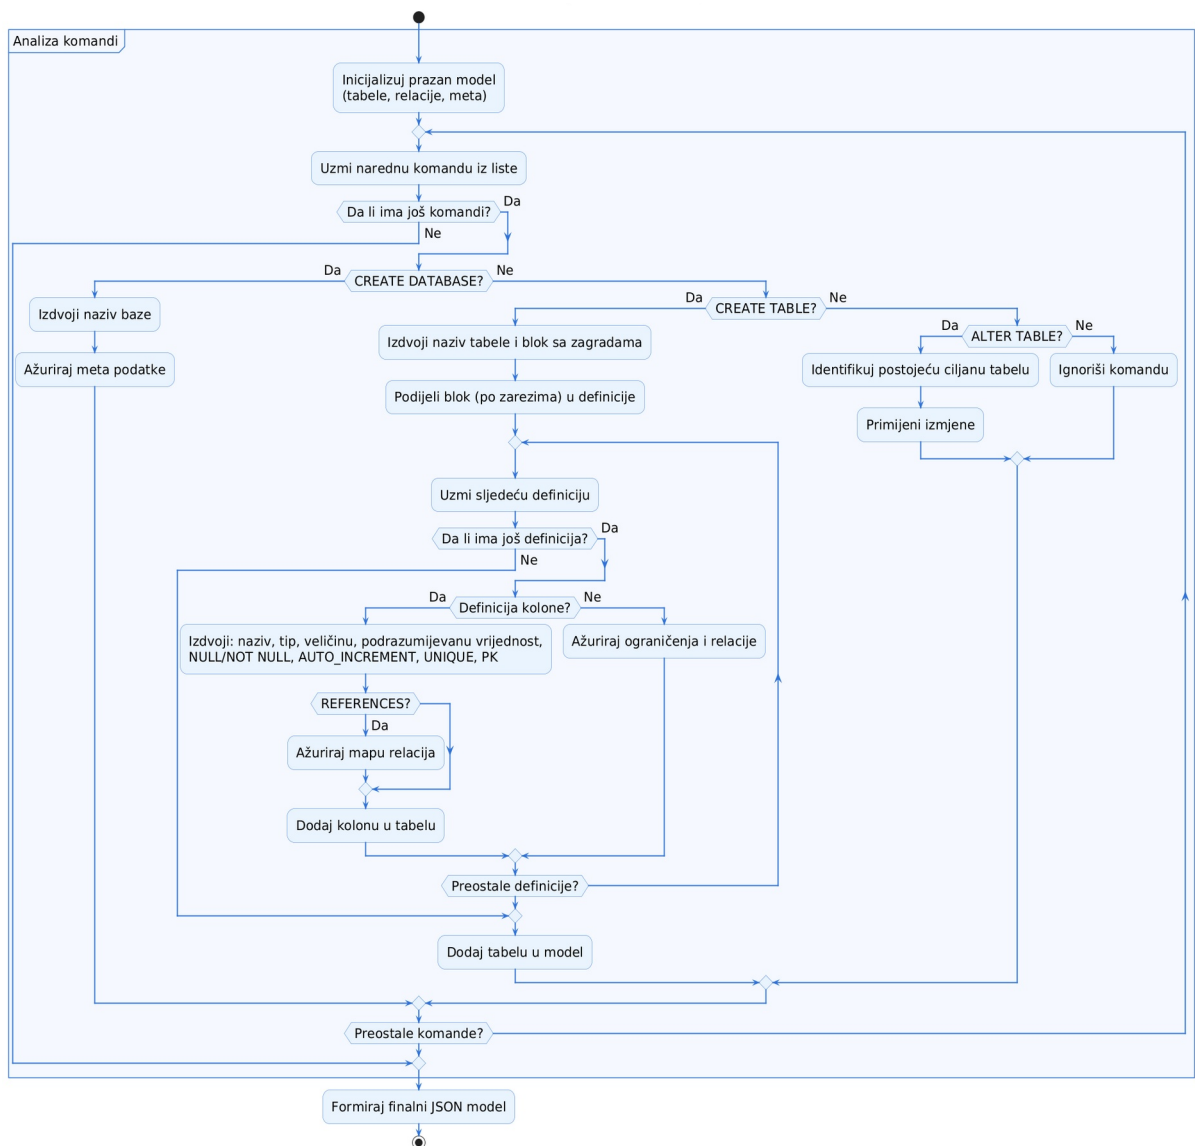 Analiza komandi
Inicijalizuj prazan model
(tabele, relacije, meta)
Uzmi narednu komandu iz liste
Da li ima još komandi?
Da
Ne
CREATE DATABASE?
Da
Ne
Izdvoji naziv baze
Ažuriraj meta podatke
CREATE TABLE?
Da
Ne
Izdvoji naziv tabele i blok sa zagradama
Podijeli blok (po zarezima) u definicije
ALTER TABLE?
Da
Ne
Identifikuj postojeću ciljanu tabelu
Ignoriši komandu
Primijeni izmjene
Uzmi sljedeću definiciju
Da li ima još definicija?
Da
Ne
Definicija kolone?
Da
Ne
Izdvoji: naziv, tip, veličinu, podrazumijevanu vrijednost,
NULL/NOT NULL, AUTO_INCREMENT, UNIQUE, PK
Ažuriraj ograničenja i relacije
REFERENCES?
Da
Ažuriraj mapu relacija
Dodaj kolonu u tabelu
Preostale definicije?
Dodaj tabelu u model
Preostale komande?
Formiraj finalni JSON model